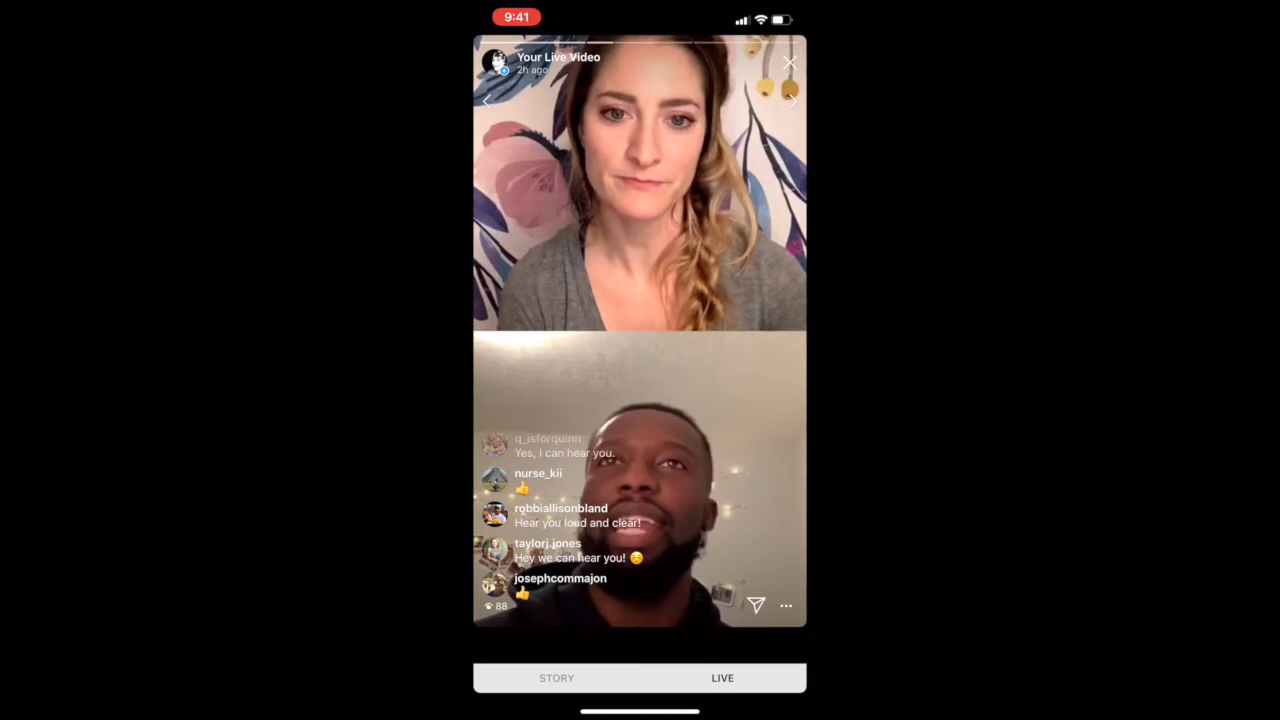 9:41
Your Live Video
2h ago
q_isforquinn
Yes, I can hear you.
nurse_kii
👍
robbiallisonbland
Hear you loud and clear!
taylorj.jones
Hey we can hear you! ☺️
josephcommajon
👍
88
STORY
LIVE